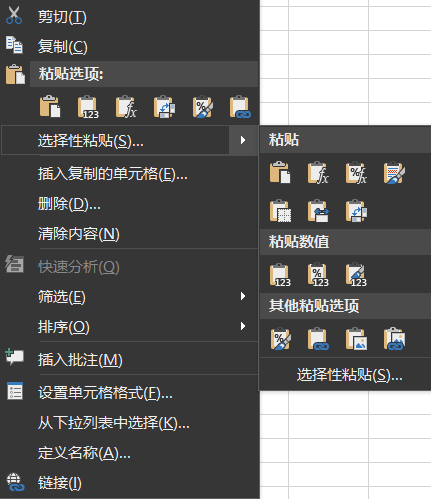 剪切(T)
复制(C)
粘贴选项:
123
fx
%
选择性粘贴(S)...
粘贴
fx
%fx
插入复制的单元格(E)...
删除(D)...
清除内容(N)
粘贴数值
123
%123
123
快速分析(Q)
筛选(E)
其他粘贴选项
排序(O)
%
插入批注(M)
选择性粘贴(S)...
设置单元格格式(F)...
从下拉列表中选择(K)...
定义名称(A)...
链接(I)